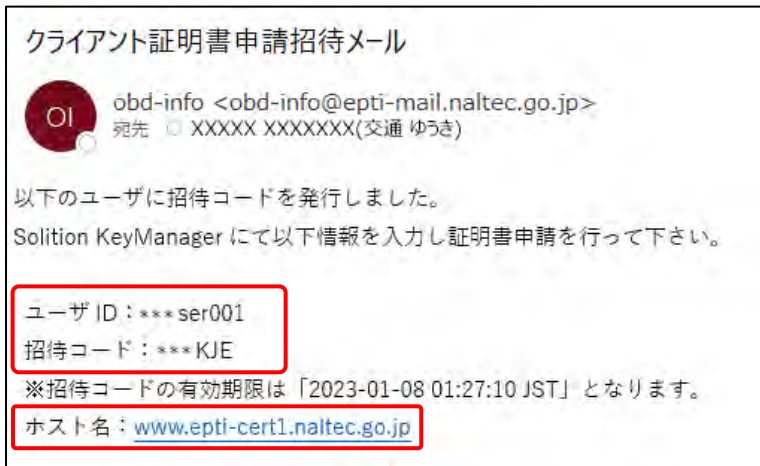 クライアント証明書申請招待メール
OI
obd-info <obd-info@epti-mail.naltec.go.jp>
宛先 XXXXX XXXXXXX(交通 ゆうき)
以下のユーザに招待コードを発行しました。
Solition KeyManager にて以下情報を入力し証明書申請を行って下さい。
ユーザ ID：***ser001
招待コード：***KJE
※招待コードの有効期限は「2023-01-08 01:27:10 JST」となります。
ホスト名：www.epti-cert1.naltec.go.jp